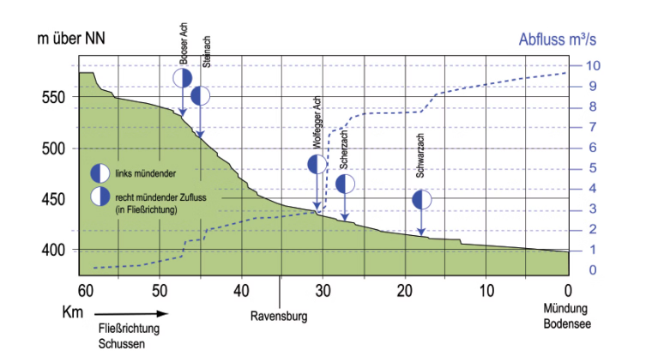 m über NN
Abfluss m³/s
Booser Ach
Steinach
Wolfegger Ach
Scherzach
Schwarzach
550
500
450
400
10
9
8
7
6
5
4
3
2
1
0
links mündender
recht mündender Zufluss
(in Fließrichtung)
60
50
40
30
20
10
0
Km
Fließrichtung
Schussen
Ravensburg
Mündung
Bodensee